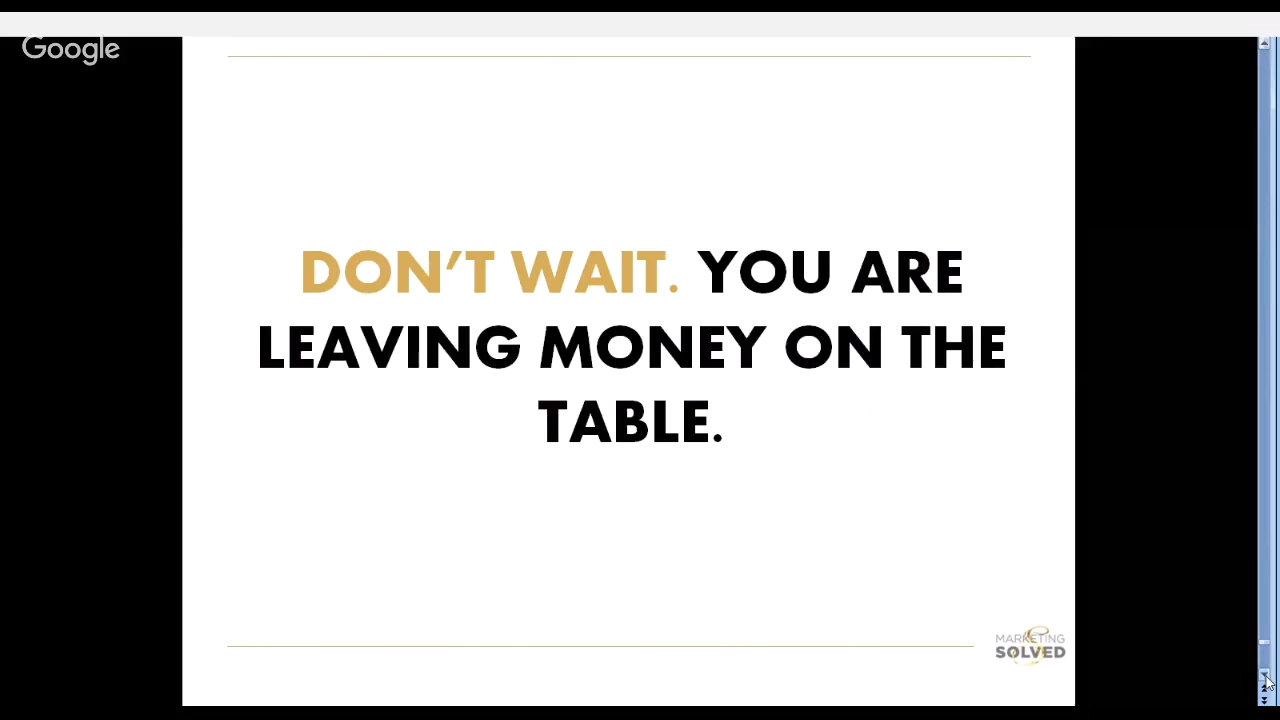 Google
DON’T WAIT. YOU ARE
LEAVING MONEY ON THE
TABLE.
MARKETING
SOLVED